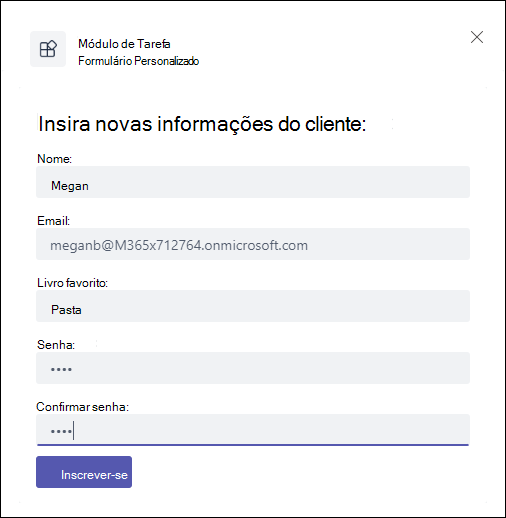 Módulo de Tarefa
Formulário Personalizado
Insira novas informações do cliente:
Nome:
Megan
Email:
meganb@M365x712764.onmicrosoft.com
Livro favorito:
Pasta
Senha:
••••
Confirmar senha:
••••
Inscrever-se